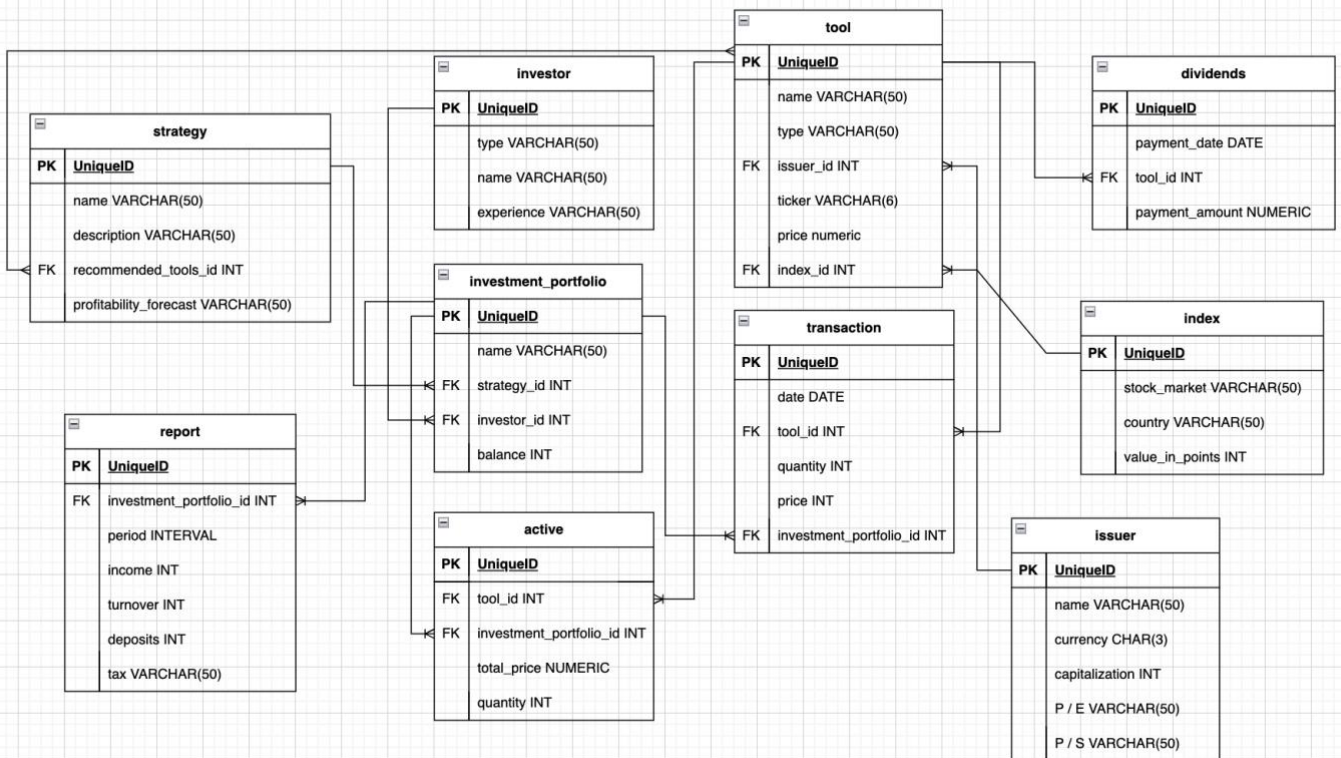 tool
PK UniqueID
name VARCHAR(50)
type VARCHAR(50)
FK issuer_id INT
ticker VARCHAR(6)
price numeric
FK index_id INT
investor
PK UniqueID
type VARCHAR(50)
name VARCHAR(50)
experience VARCHAR(50)
dividends
PK UniqueID
payment_date DATE
FK tool_id INT
payment_amount NUMERIC
strategy
PK UniqueID
name VARCHAR(50)
description VARCHAR(50)
FK recommended_tools_id INT
profitability_forecast VARCHAR(50)
investment_portfolio
PK UniqueID
name VARCHAR(50)
FK strategy_id INT
FK investor_id INT
balance INT
transaction
PK UniqueID
date DATE
FK tool_id INT
quantity INT
price INT
FK investment_portfolio_id INT
index
PK UniqueID
stock_market VARCHAR(50)
country VARCHAR(50)
value_in_points INT
report
PK UniqueID
FK investment_portfolio_id INT
period INTERVAL
income INT
turnover INT
deposits INT
tax VARCHAR(50)
active
PK UniqueID
FK tool_id INT
FK investment_portfolio_id INT
total_price NUMERIC
quantity INT
issuer
PK UniqueID
name VARCHAR(50)
currency CHAR(3)
capitalization INT
P / E VARCHAR(50)
P / S VARCHAR(50)